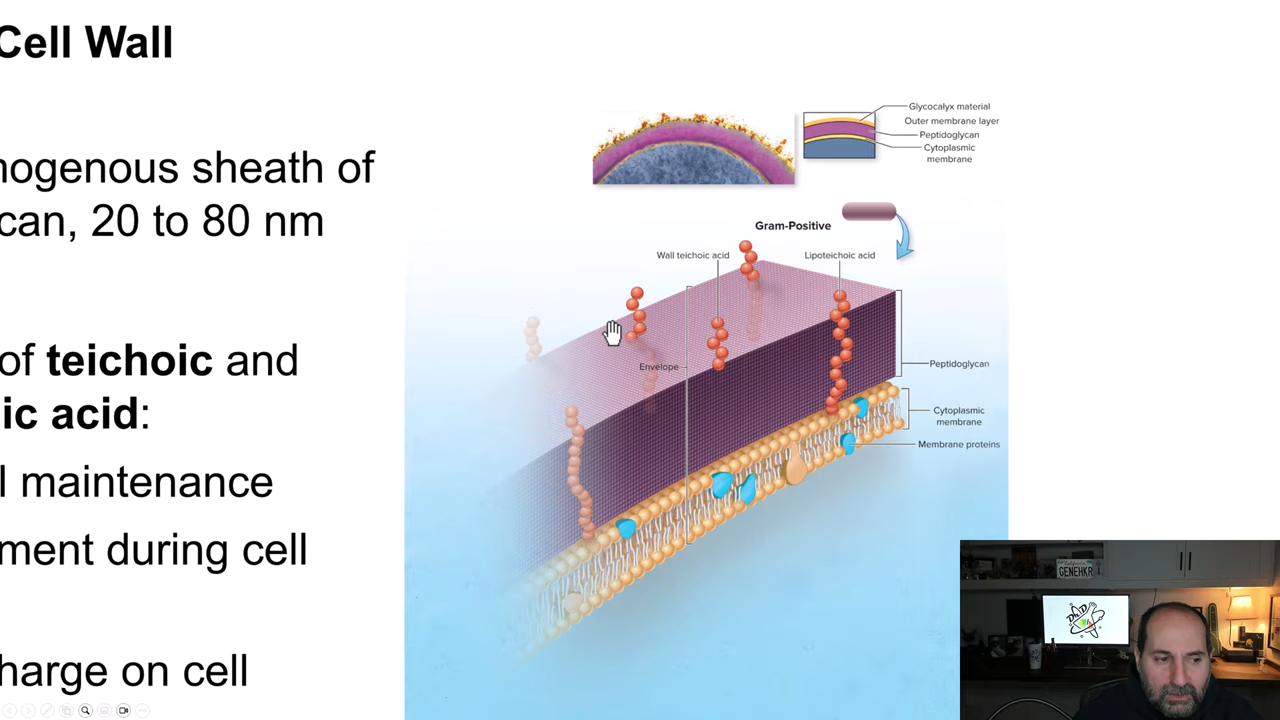 Cell Wall
nogenous sheath of
can, 20 to 80 nm
of teichoic and
ic acid:
l maintenance
ment during cell
harge on cell
Glycocalyx material
Outer membrane layer
Peptidoglycan
Cytoplasmic
membrane
Gram-Positive
Wall teichoic acid
Lipoteichoic acid
Envelope
Peptidoglycan
Cytoplasmic
membrane
Membrane proteins
GENEHKR